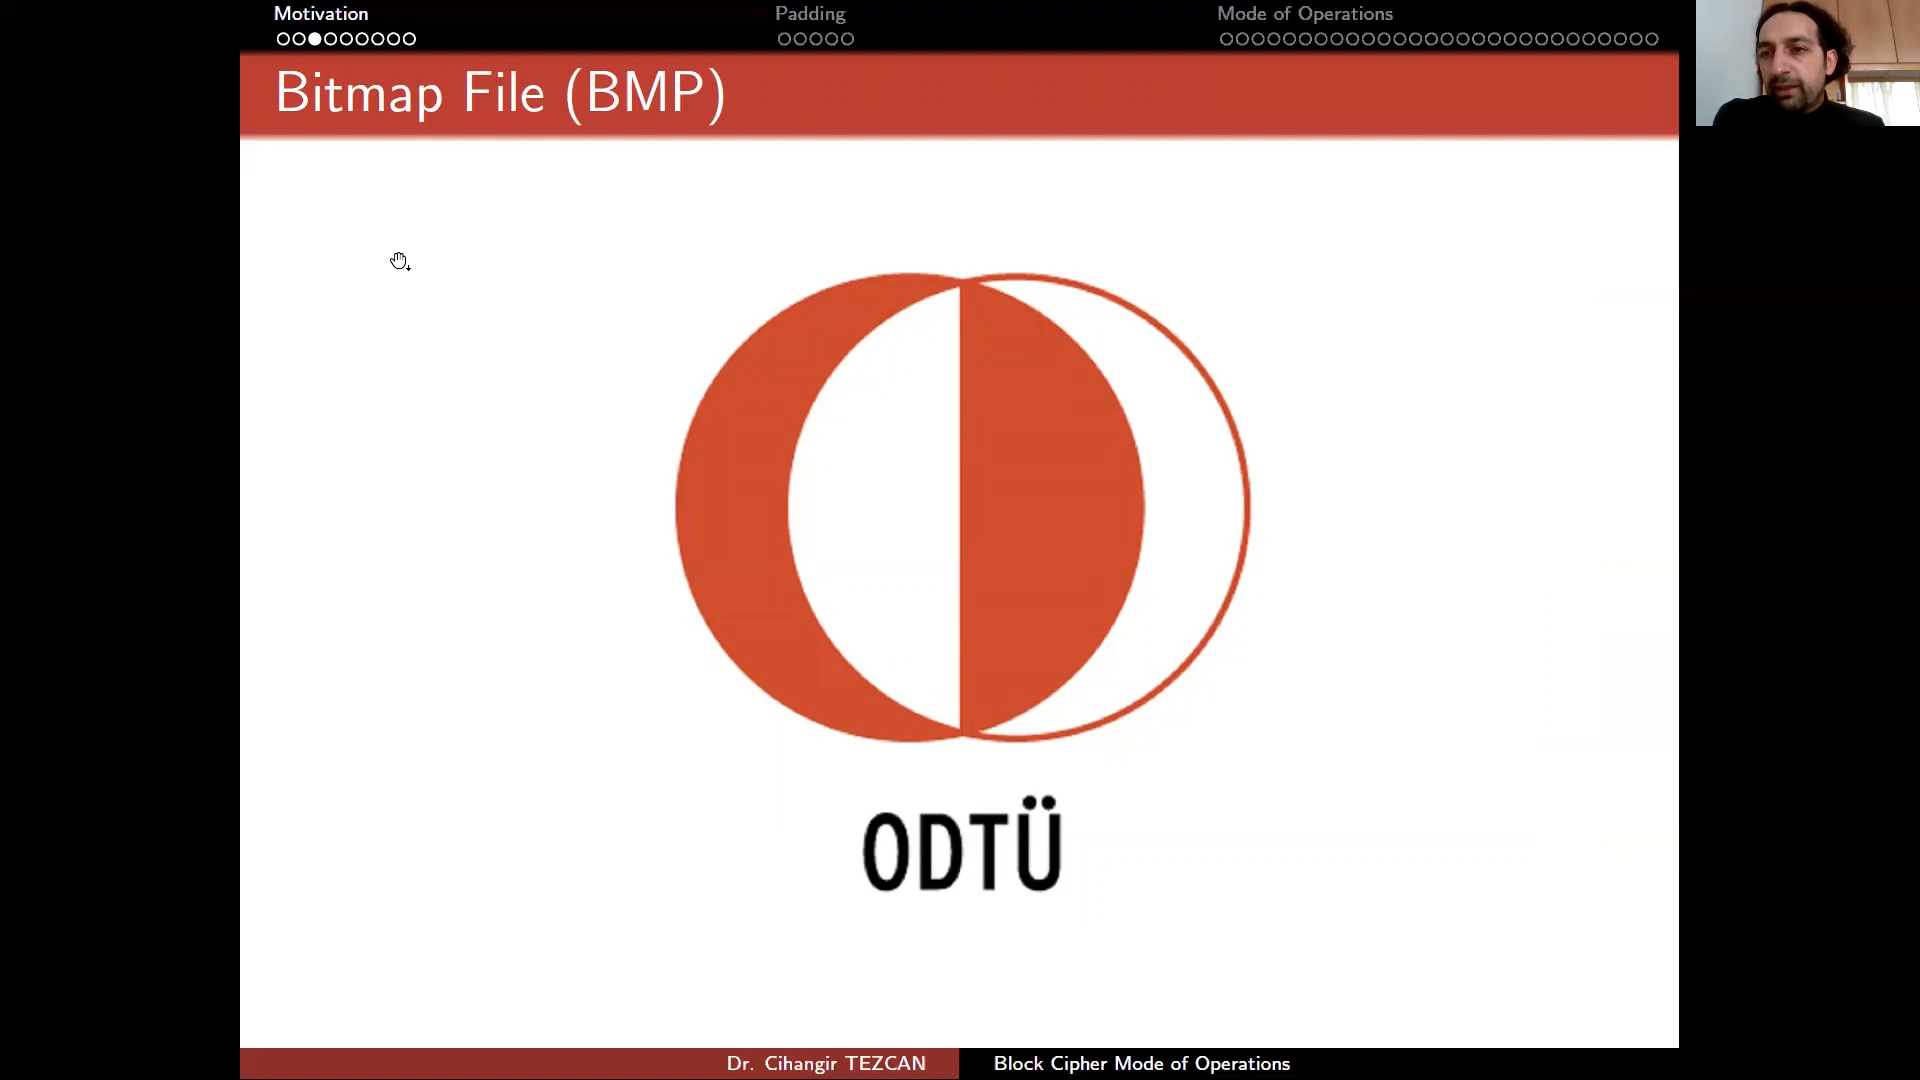 Motivation
Padding
Mode of Operations
Bitmap File (BMP)
ODTÜ
Dr. Cihangir TEZCAN
Block Cipher Mode of Operations